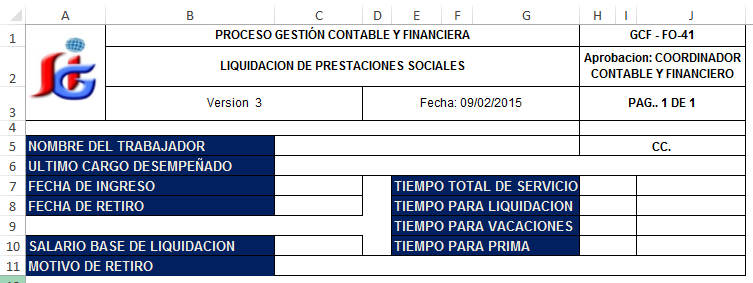 A B C D E F G H I J
1 PROCESO GESTIÓN CONTABLE Y FINANCIERA GCF - FO-41
2 LIQUIDACION DE PRESTACIONES SOCIALES Aprobacion: COORDINADOR
CONTABLE Y FINANCIERO
3 Version 3 Fecha: 09/02/2015 PAG.. 1 DE 1
4
5 NOMBRE DEL TRABAJADOR CC.
6 ULTIMO CARGO DESEMPEÑADO
7 FECHA DE INGRESO TIEMPO TOTAL DE SERVICIO
8 FECHA DE RETIRO TIEMPO PARA LIQUIDACION
9 TIEMPO PARA VACACIONES
10 SALARIO BASE DE LIQUIDACION TIEMPO PARA PRIMA
11 MOTIVO DE RETIRO